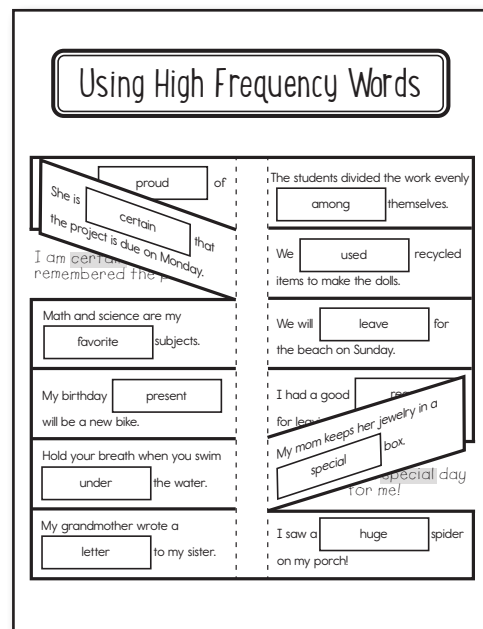 Using High Frequency Words
proud of
She is certain that
the project is due on Monday.
I am
remembered the
Math and science are my
favorite subjects.
My birthday present
will be a new bike.
Hold your breath when you swim
under the water.
My grandmother wrote a
letter to my sister.
The students divided the work evenly
among themselves.
We used recycled
items to make the dolls.
We will leave for
the beach on Sunday.
I had a good
for
My mom keeps her jewelry in a
special box.
special day
for me!
I saw a huge spider
on my porch!